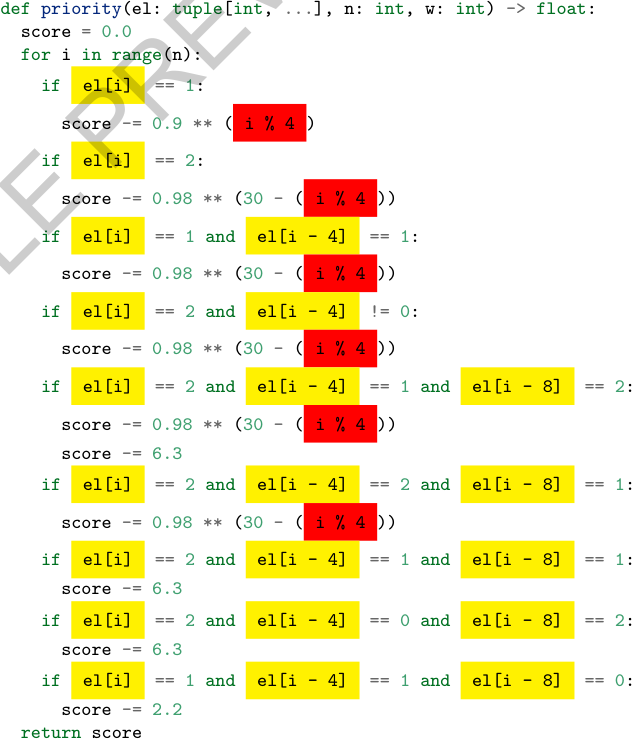 def priority(el: tuple[int, ...], n: int, w: int) -> float:
score = 0.0
for i in range(n):
if el[i] == 1:
score -= 0.9 ** ( i % 4 )
if el[i] == 2:
score -= 0.98 ** (30 - ( i % 4 ))
if el[i] == 1 and el[i - 4] == 1:
score -= 0.98 ** (30 - ( i % 4 ))
if el[i] == 2 and el[i - 4] != 0:
score -= 0.98 ** (30 - ( i % 4 ))
if el[i] == 2 and el[i - 4] == 1 and el[i - 8] == 2:
score -= 0.98 ** (30 - ( i % 4 ))
score -= 6.3
if el[i] == 2 and el[i - 4] == 2 and el[i - 8] == 1:
score -= 0.98 ** (30 - ( i % 4 ))
if el[i] == 2 and el[i - 4] == 1 and el[i - 8] == 1:
score -= 6.3
if el[i] == 2 and el[i - 4] == 0 and el[i - 8] == 2:
score -= 6.3
if el[i] == 1 and el[i - 4] == 1 and el[i - 8] == 0:
score -= 2.2
return score